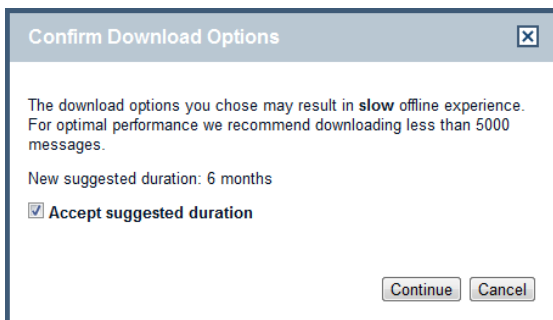 Confirm Download Options
The download options you chose may result in slow offline experience.
For optimal performance we recommend downloading less than 5000
messages.
New suggested duration: 6 months
Accept suggested duration
Continue Cancel